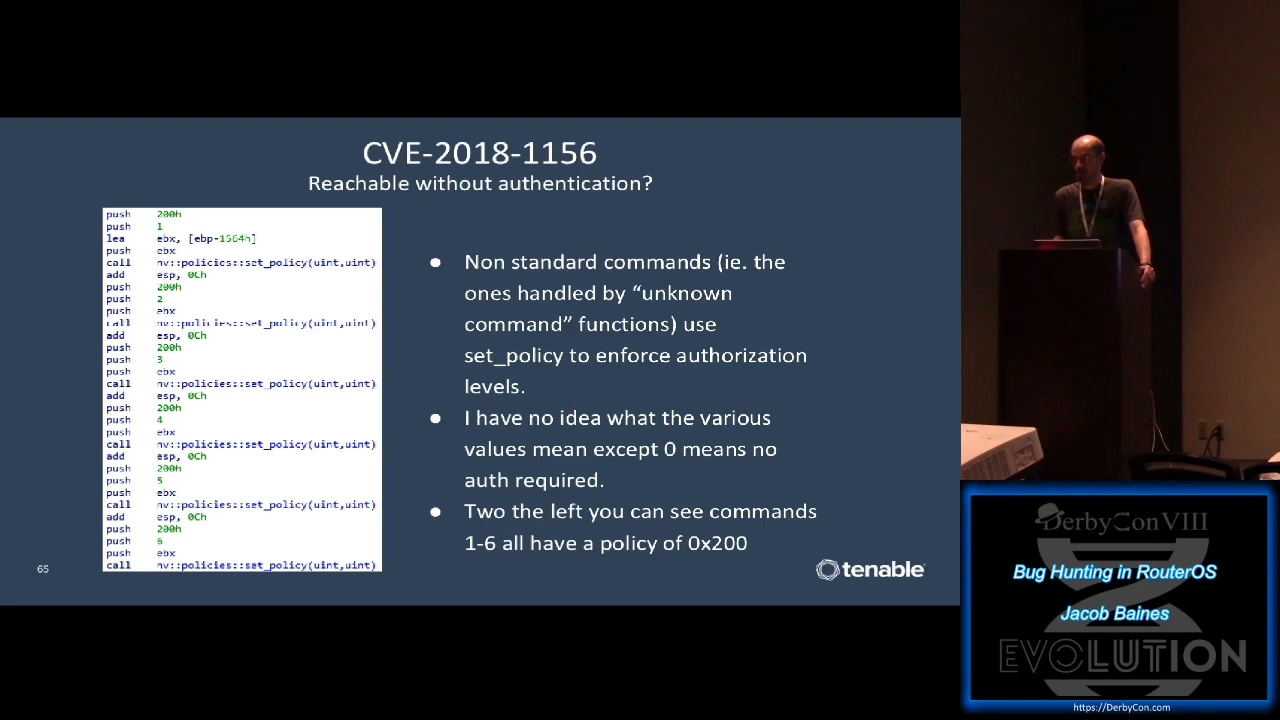 CVE-2018-1156
Reachable without authentication?
push 200h
push 1
lea ebx, [ebp-1564h]
push ebx
call nv::policies::set_policy(uint,uint)
add esp, 0Ch
push 200h
push 2
push ebx
call nv::policies::set_policy(uint,uint)
add esp, 0Ch
push 200h
push 3
push ebx
call nv::policies::set_policy(uint,uint)
add esp, 0Ch
push 200h
push 4
push ebx
call nv::policies::set_policy(uint,uint)
add esp, 0Ch
push 200h
push 5
push ebx
call nv::policies::set_policy(uint,uint)
add esp, 0Ch
push 200h
push 6
push ebx
call nv::policies::set_policy(uint,uint)
● Non standard commands (ie. the
ones handled by “unknown
command” functions) use
set_policy to enforce authorization
levels.
● I have no idea what the various
values mean except 0 means no
auth required.
● Two the left you can see commands
1-6 all have a policy of 0x200
65
tenable
DerbyCon VIII
Bug Hunting in RouterOS
Jacob Baines
EVOLUTION
https://DerbyCon.com